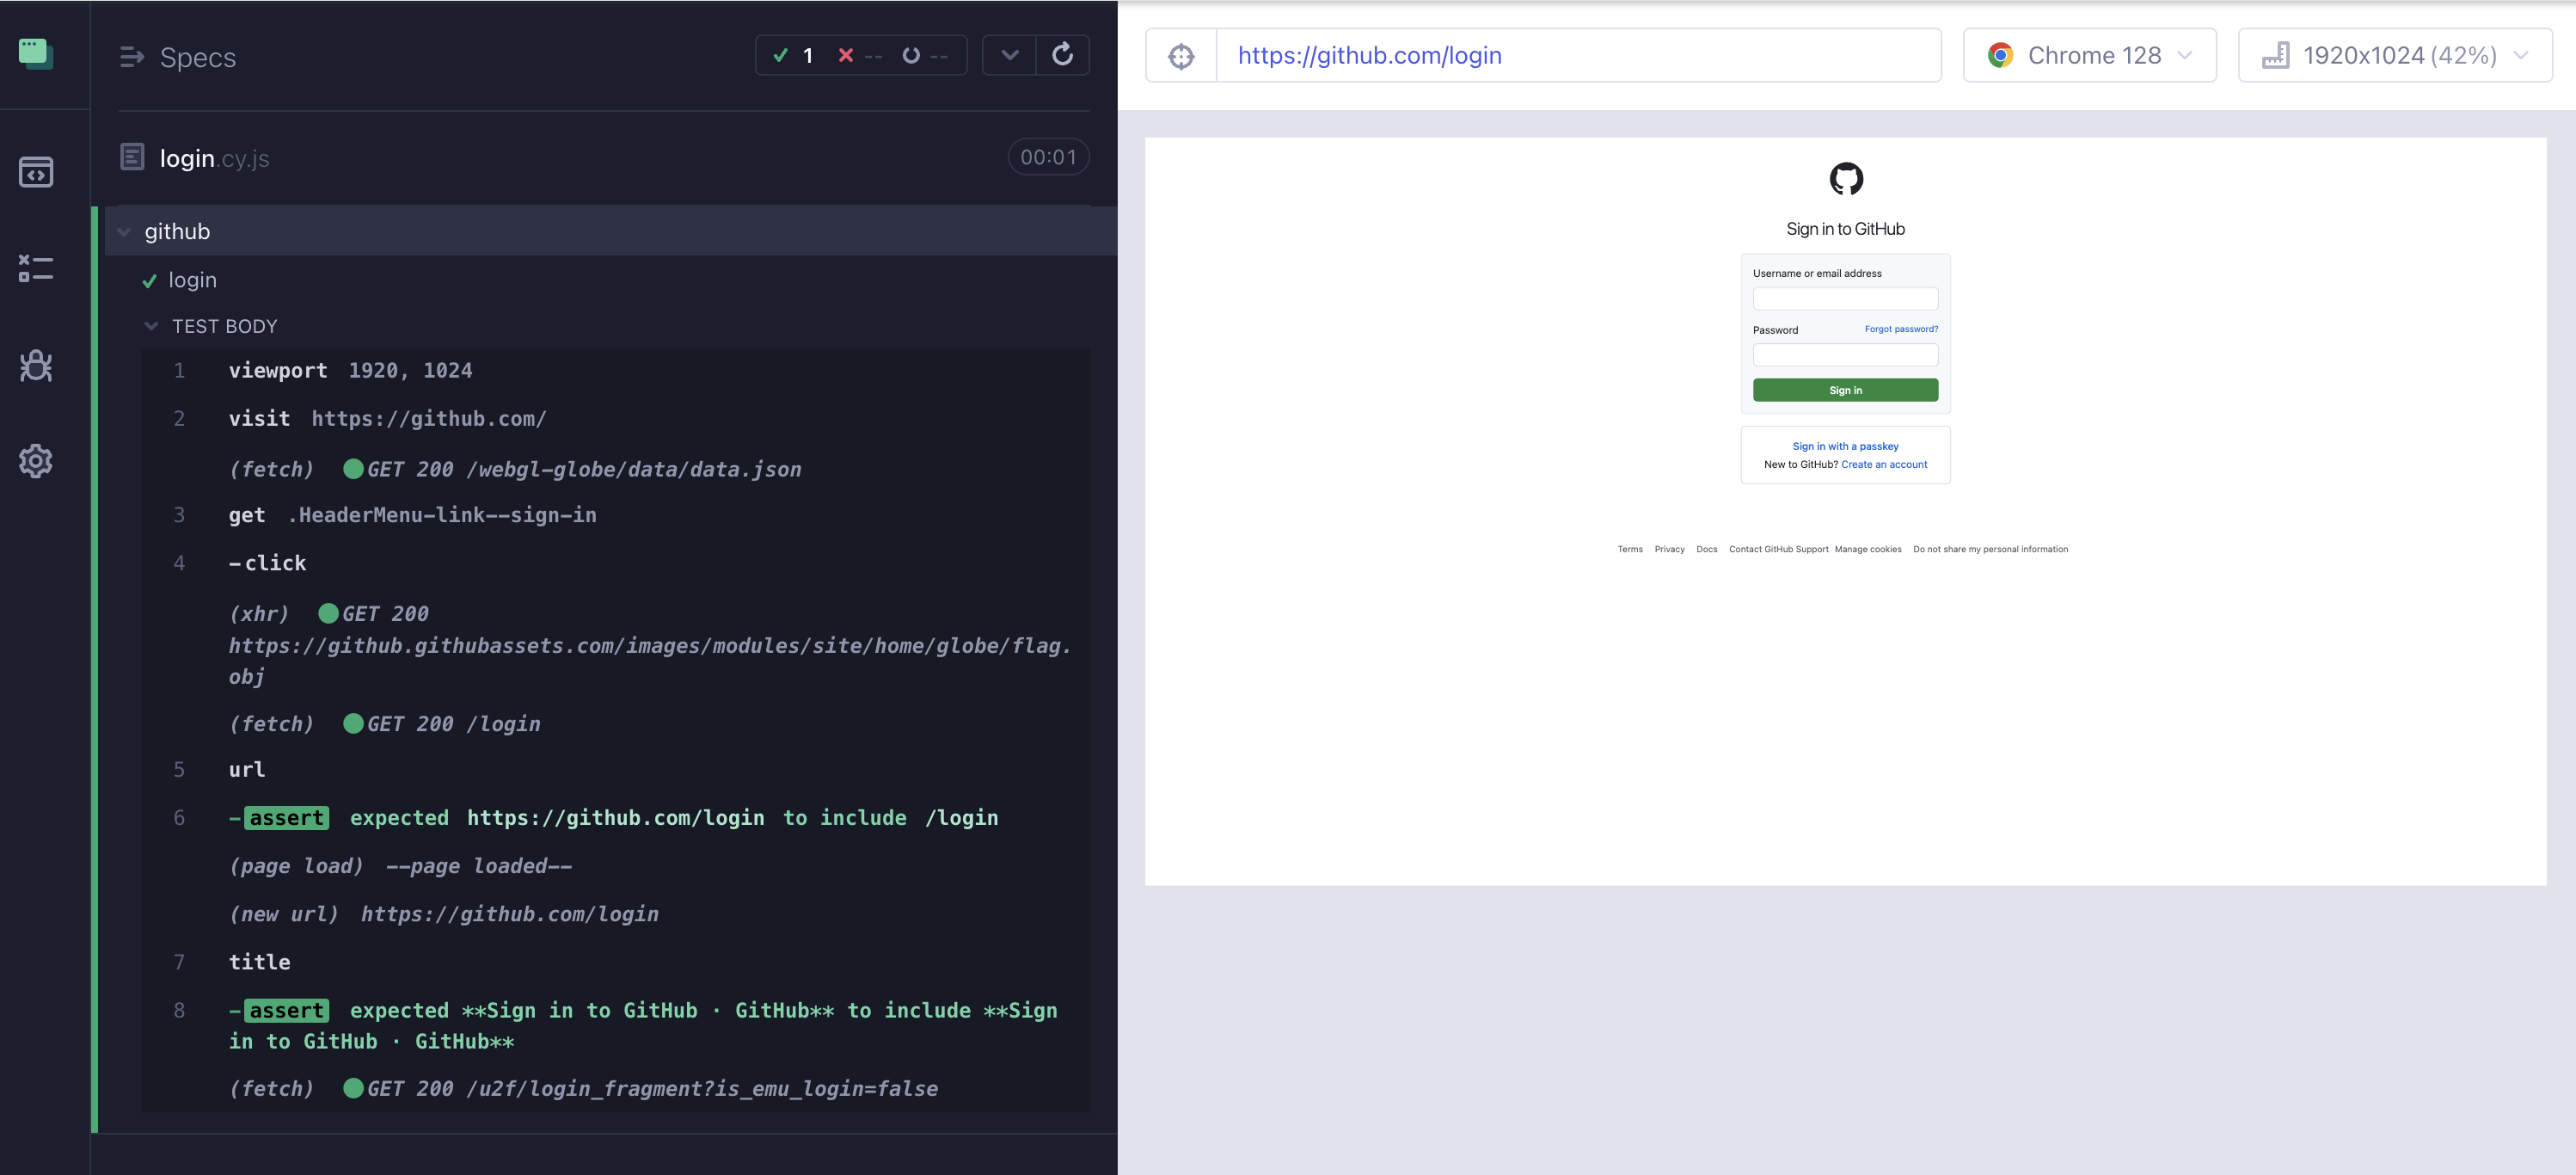 Specs
1 -- --
login.cy.js 00:01
github
login
TEST BODY
1 viewport 1920, 1024
2 visit https://github.com/
(fetch) GET 200 /webgl-globe/data/data.json
3 get .HeaderMenu-link--sign-in
4 -click
(xhr) GET 200
https://github.githubassets.com/images/modules/site/home/globe/flag.
obj
(fetch) GET 200 /login
5 url
6 -assert expected https://github.com/login to include /login
(page load) --page loaded--
(new url) https://github.com/login
7 title
8 -assert expected **Sign in to GitHub · GitHub** to include **Sign
in to GitHub · GitHub**
(fetch) GET 200 /u2f/login_fragment?is_emu_login=false
https://github.com/login
Chrome 128
1920x1024 (42%)
Sign in to GitHub
Username or email address
Password Forgot password?
Sign in
Sign in with a passkey
New to GitHub? Create an account
Terms Privacy Docs Contact GitHub Support Manage cookies Do not share my personal information